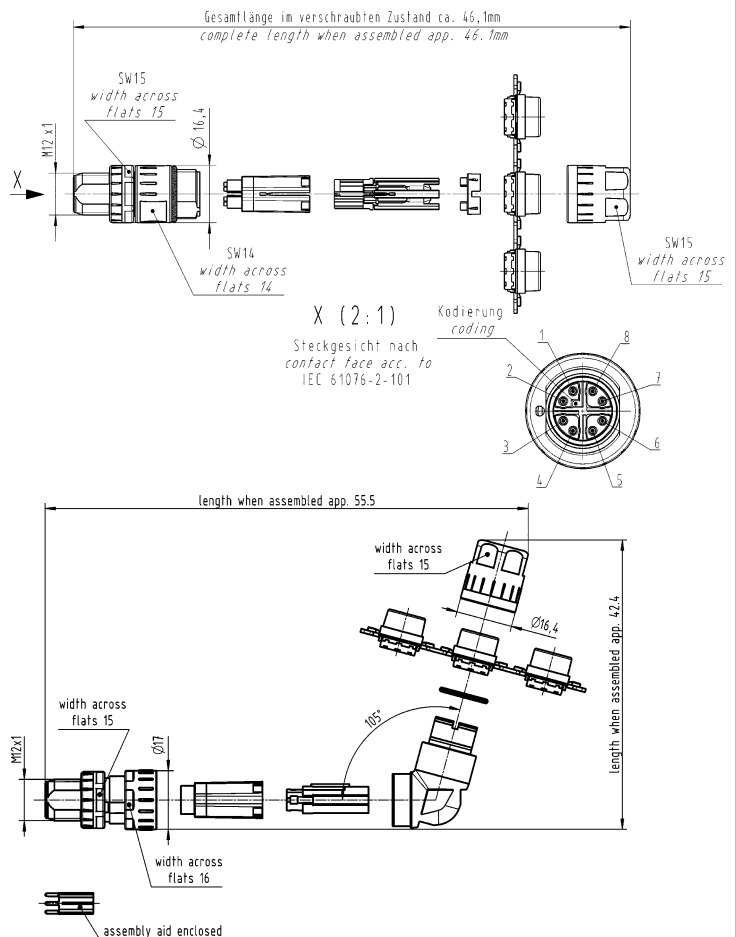 Gesamtlänge im verschraubten Zustand ca. 46,1mm
complete length when assembled app. 46.1mm
SW15
width across
flats 15
M12 x1
Ø 16,4
X
SW14
width across
flats 14
SW15
width across
flats 15
X (2:1)
Steckgesicht nach
contact face acc. to
IEC 61076-2-101
Kodierung
coding
1
8
2
7
3
6
4
5
length when assembled app. 55.5
width across
flats 15
Ø16,4
length when assembled app. 42.4
105°
width across
flats 15
M12x1
Ø17
width across
flats 16
assembly aid enclosed